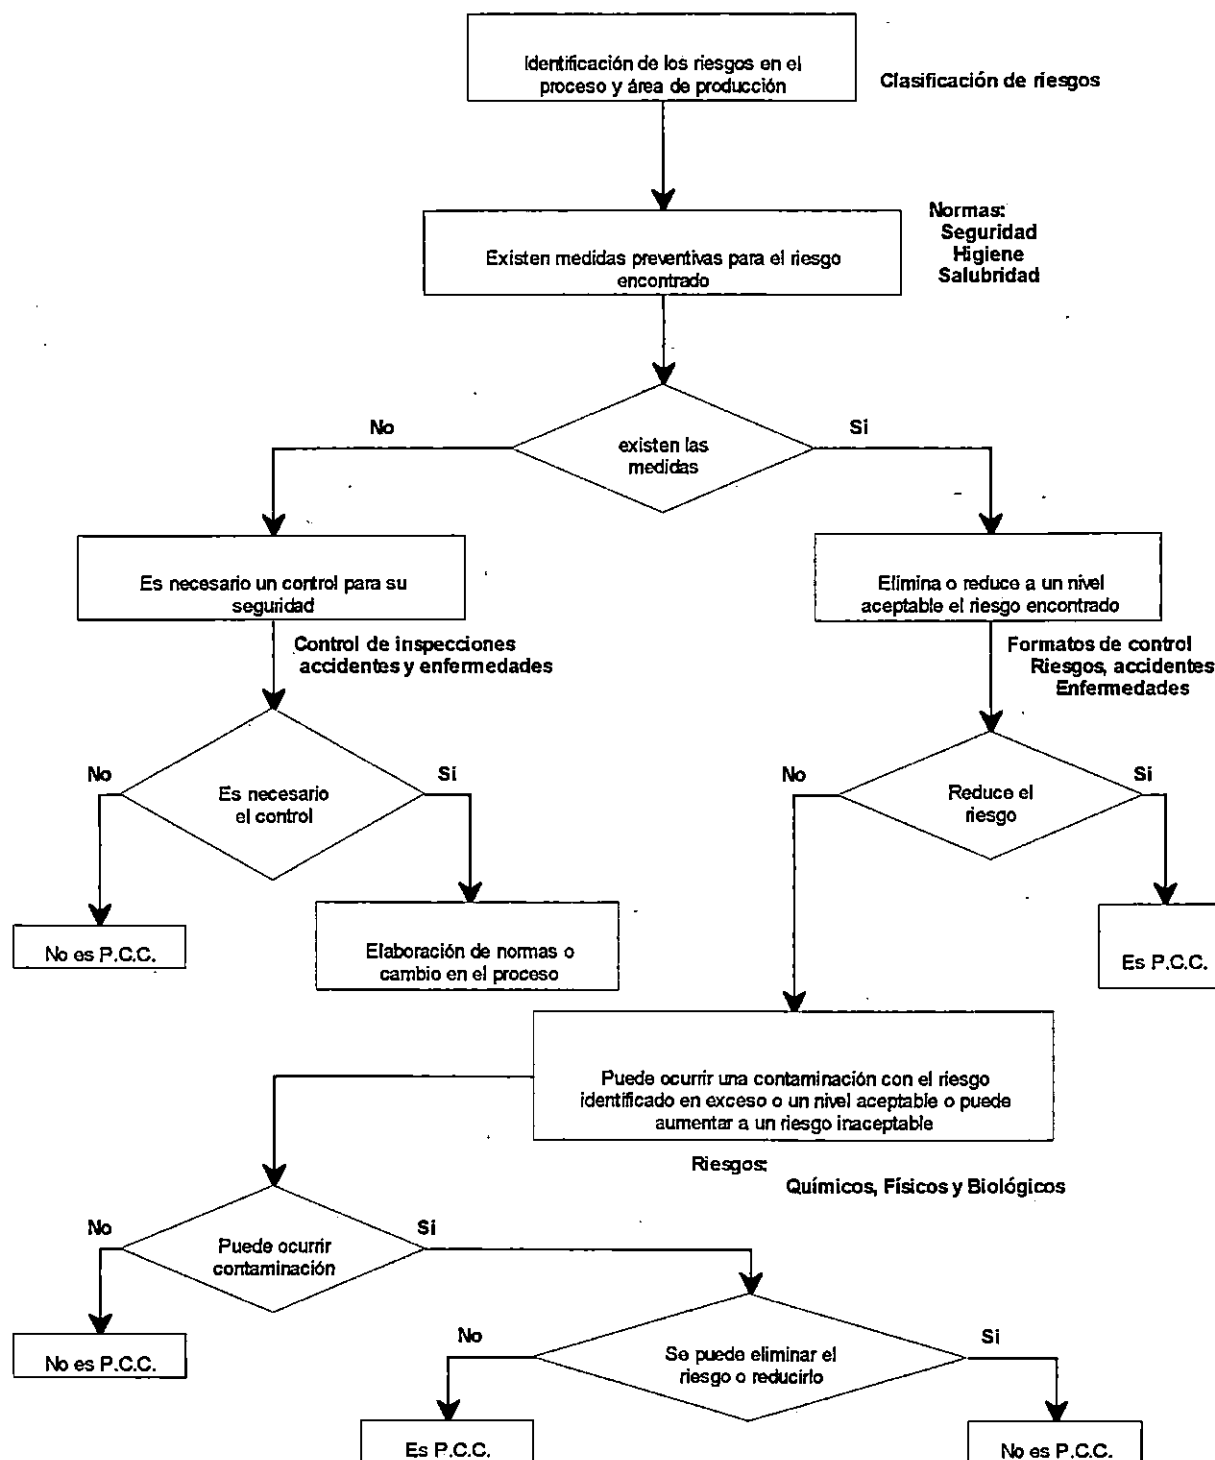 Identificación de los riesgos en el
proceso y área de producción
Clasificación de riesgos
Normas:
Seguridad
Higiene
Salubridad
Existen medidas preventivas para el riesgo
encontrado
No
Si
existen las
medidas
Es necesario un control para su
seguridad
Elimina o reduce a un nivel
aceptable el riesgo encontrado
Control de inspecciones
accidentes y enfermedades
Formatos de control
Riesgos, accidentes
Enfermedades
No
Si
Es necesario
el control
No
Si
Reduce el
riesgo
No es P.C.C.
Elaboración de normas o
cambio en el proceso
Es P.C.C.
Puede ocurrir una contaminación con el riesgo
identificado en exceso o un nivel aceptable o puede
aumentar a un riesgo inaceptable
Riesgos:
Químicos, Físicos y Biológicos
No
Si
Puede ocurrir
contaminación
No es P.C.C.
No
Si
Se puede eliminar el
riesgo o reducirlo
Es P.C.C.
No es P.C.C.